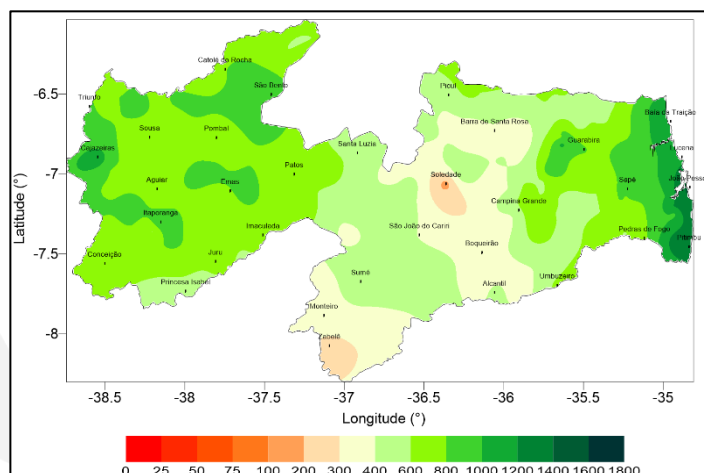 Catolé do Rocha
-6.5
São Bento
Picuí
Triunfo
Baía da Traição
Barra de Santa Rosa
Sousa
Pombal
Guarabira
Cajazeiras
Santa Luzia
Lucena
-7
Patos
Soledade
João Pesso
Aguiar
Emas
Sapé
Itaporanga
Campina Grande
Imaculada
São João do Cariri
Pedras de Fogo
Pitimbu
-7.5
Conceição
Juru
Boqueirão
Princesa Isabel
Sumé
Alcantil
Umbuzeiro
Monteiro
-8
Zabelê
Latitude (°)
-38.5 -38 -37.5 -37 -36.5 -36 -35.5 -35
Longitude (°)
0 25 50 75 100 200 300 400 600 800 1000 1200 1400 1600 1800